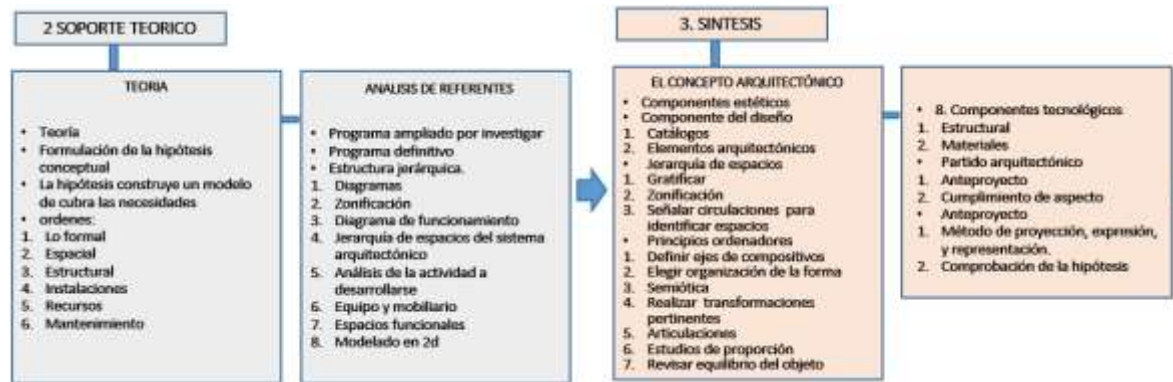 2 SOPORTE TEORICO
TEORIA
• Teoría
• Formulación de la hipótesis
conceptual
• La hipótesis construye un modelo
de cubra las necesidades
• ordenes:
1. Lo formal
2. Espacial
3. Estructural
4. Instalaciones
5. Recursos
6. Mantenimiento
ANALISIS DE REFERENTES
• Programa ampliado por investigar
• Programa definitivo
• Estructura jerárquica.
1. Diagramas
2. Zonificación
3. Diagrama de funcionamiento
4. Jerarquía de espacios del sistema
arquitectónico
5. Análisis de la actividad a
desarrollarse
6. Equipo y mobiliario
7. Espacios funcionales
8. Modelado en 2d
3. SINTESIS
EL CONCEPTO ARQUITECTÓNICO
• Componentes estéticos
• Componente del diseño
1. Catálogos
2. Elementos arquitectónicos
• Jerarquía de espacios
1. Gratificar
2. Zonificación
3. Señalar circulaciones para
identificar espacios
• Principios ordenadores
1. Definir ejes de compositivos
2. Elegir organización de la forma
3. Semiótica
4. Realizar transformaciones
pertinentes
5. Articulaciones
6. Estudios de proporción
7. Revisar equilibrio del objeto
• 8. Componentes tecnológicos
1. Estructural
2. Materiales
• Partido arquitectónico
1. Anteproyecto
2. Cumplimiento de aspecto
• Anteproyecto
1. Método de proyección, expresión,
y representación.
2. Comprobación de la hipótesis